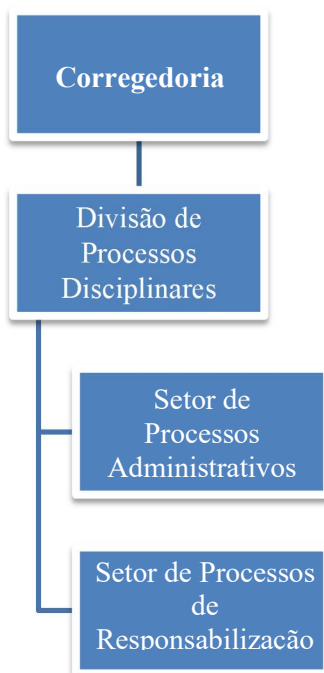 Corregedoria
Divisão de
Processos
Disciplinares
Setor de
Processos
Administrativos
Setor de Processos
de
Responsabilização